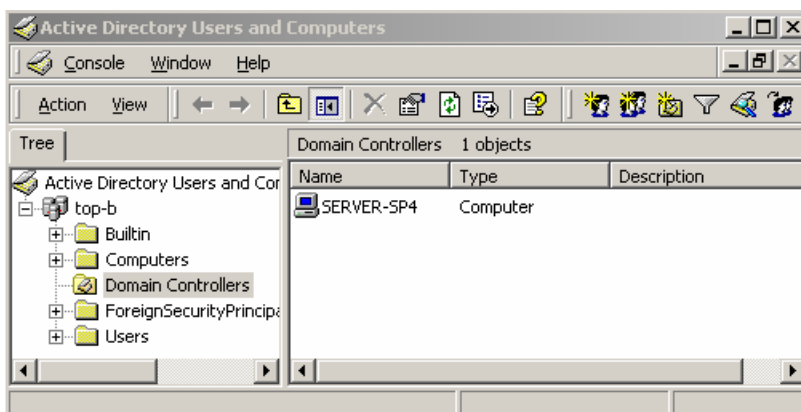 Active Directory Users and Computers
Console Window Help
Action View
Tree
Domain Controllers 1 objects
Active Directory Users and Cor
top-b
Builtin
Computers
Domain Controllers
ForeignSecurityPrincipa
Users
Name Type Description
SERVER-SP4 Computer